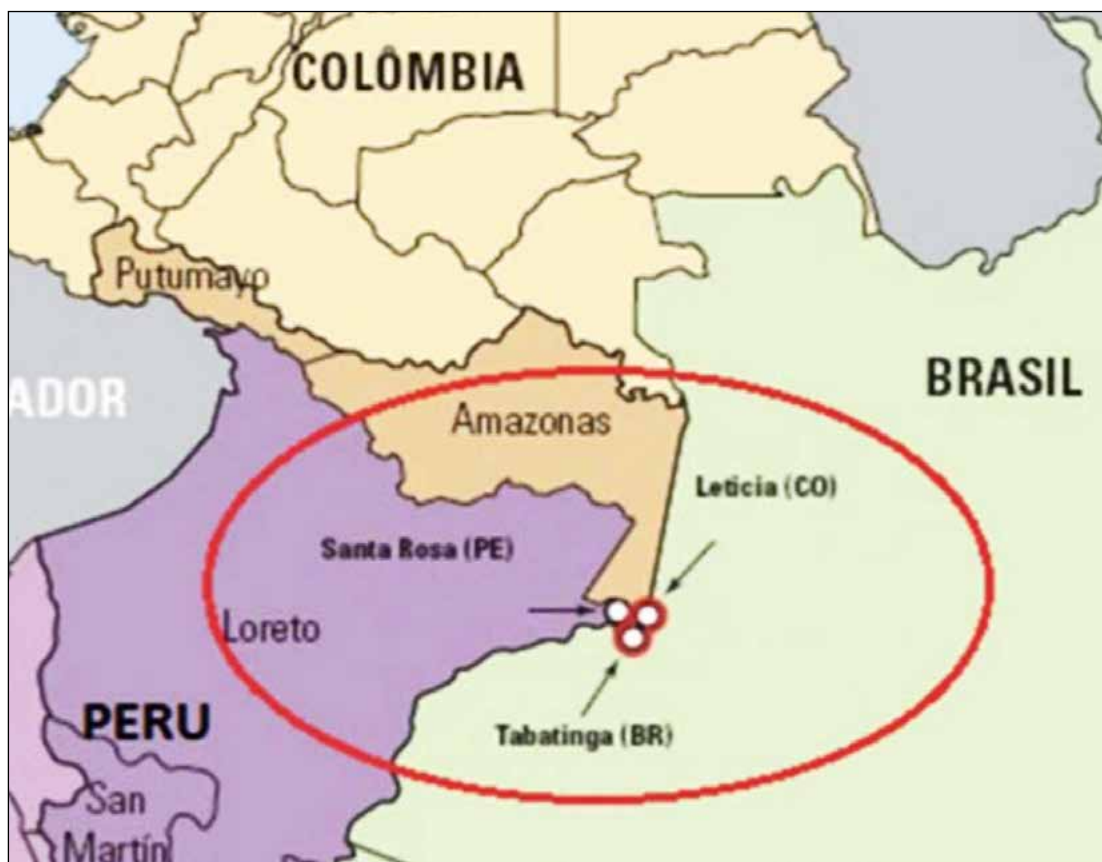 COLÔMBIA
Putumayo
BRASIL
ADOR
Amazonas
Leticia (CO)
Santa Rosa (PE)
Loreto
PERU
Tabatinga (BR)
San
Martín